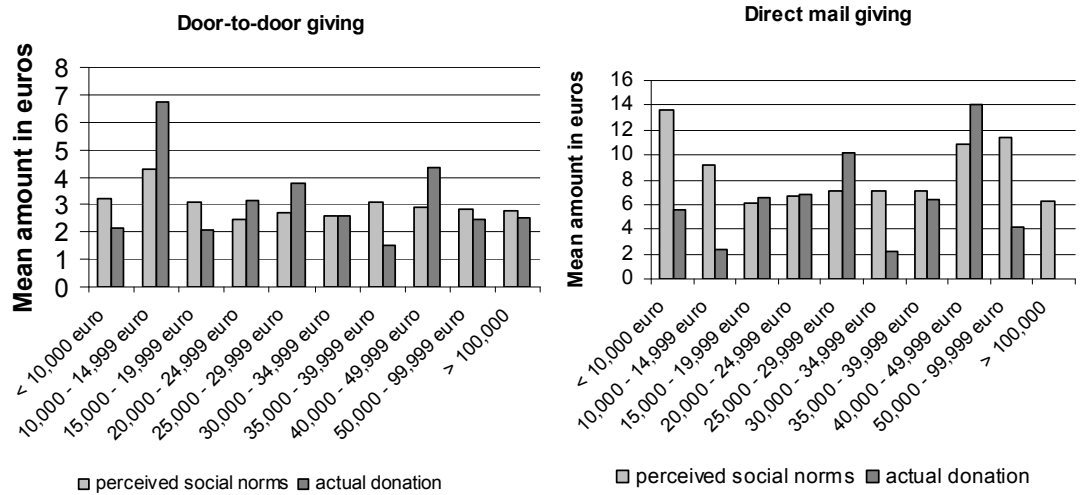 Door-to-door giving
Mean amount in euros
8
7
6
5
4
3
2
1
0
< 10,000 euro
10,000 - 14,999 euro
15,000 - 19,999 euro
20,000 - 24,999 euro
25,000 - 29,999 euro
30,000 - 34,999 euro
35,000 - 39,999 euro
40,000 - 49,999 euro
50,000 - 99,999 euro
> 100,000
perceived social norms actual donation
Direct mail giving
Mean amount in euros
16
14
12
10
8
6
4
2
0
< 10,000 euro
10,000 - 14,999 euro
15,000 - 19,999 euro
20,000 - 24,999 euro
25,000 - 29,999 euro
30,000 - 34,999 euro
35,000 - 39,999 euro
40,000 - 49,999 euro
50,000 - 99,999 euro
> 100,000
perceived social norms actual donation